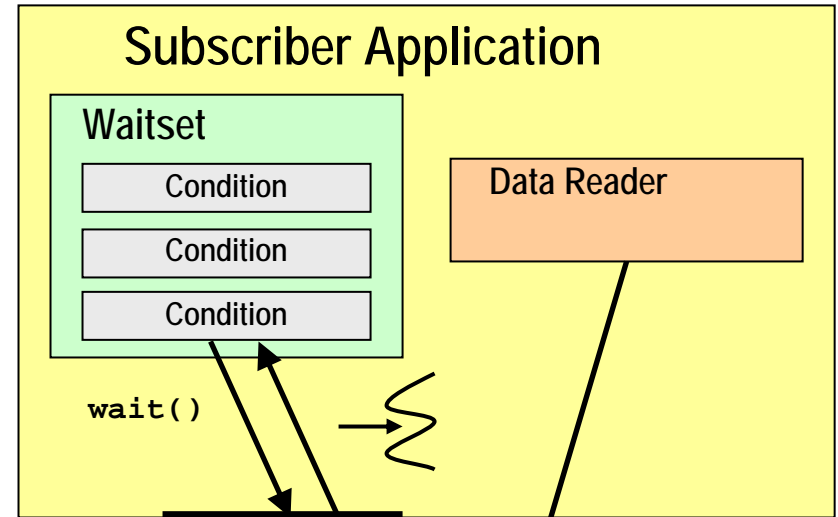 Subscriber Application
Waitset
Condition
Condition
Condition
Data Reader
wait()